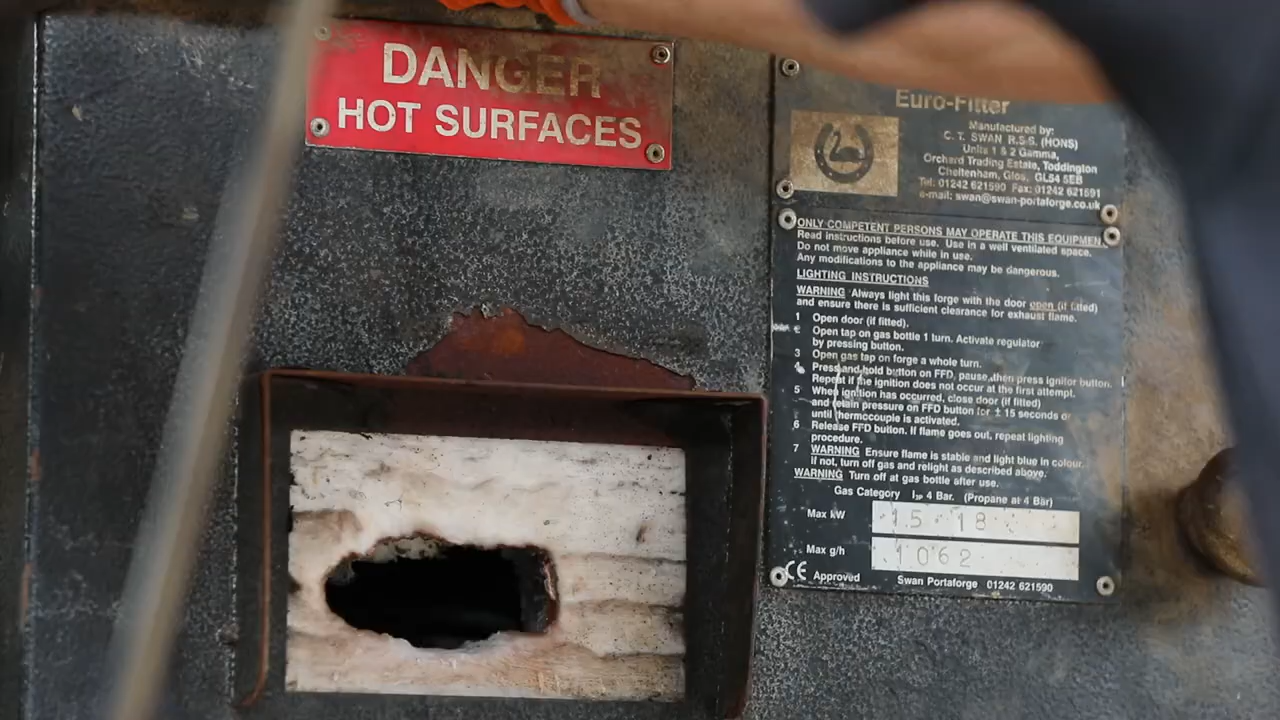 DANGER
HOT SURFACES
Euro-Fitter
Manufactured by:
C. T. SWAN R.S.S. (HONS)
Units 1 & 2 Gamma,
Orchard Trading Estate, Toddington
Cheltenham, Glos. GL54 5EB
Tel: 01242 621590 Fax: 01242 621591
e-mail: swan@swan-portaforge.co.uk
ONLY COMPETENT PERSONS MAY OPERATE THIS EQUIPMEN
Read instructions before use. Use in a well ventilated space.
Do not move appliance while in use.
Any modifications to the appliance may be dangerous.
LIGHTING INSTRUCTIONS
WARNING Always light this forge with the door open (if fitted)
and ensure there is sufficient clearance for exhaust flame.
1 Open door (if fitted).
Open tap on gas bottle 1 turn. Activate regulator
by pressing button.
3 Open gas tap on forge a whole turn.
Press and hold button on FFD, pause, then press ignitor button.
Repeat if the ignition does not occur at the first attempt.
5 When ignition has occurred, close door (if fitted)
and retain pressure on FFD button for ± 15 seconds or
until thermocouple is activated.
6 Release FFD button. If flame goes out, repeat lighting
procedure.
7 WARNING Ensure flame is stable and light blue in colour.
If not, turn off gas and relight as described above.
WARNING Turn off at gas bottle after use.
Gas Category I3P 4 Bar. (Propane at 4 Bar)
Max kW 15 · 18
Max g/h 1062
CE Approved Swan Portaforge 01242 621590